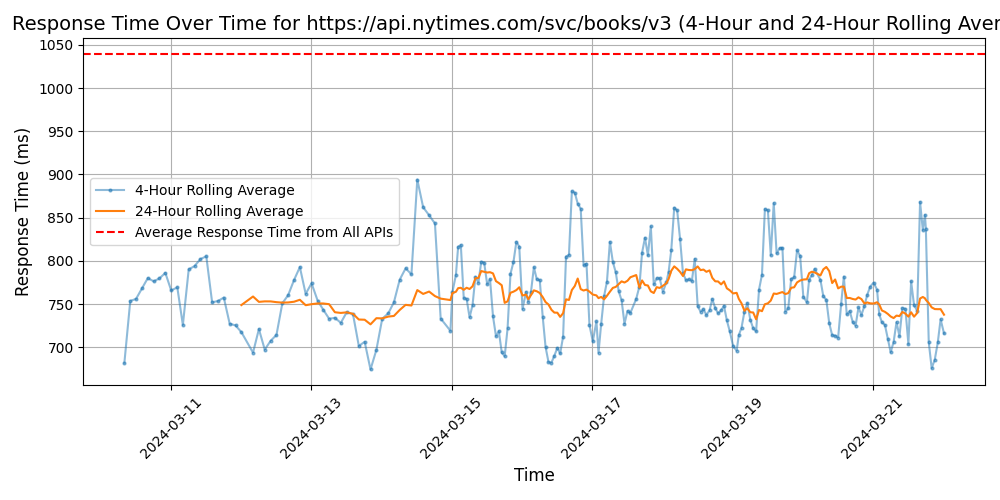 Response Time Over Time for https://api.nytimes.com/svc/books/v3 (4-Hour and 24-Hour Rolling Aver
Response Time (ms)
1050
1000
950
900
850
800
750
700
4-Hour Rolling Average
24-Hour Rolling Average
Average Response Time from All APIs
2024-03-11
2024-03-13
2024-03-15
2024-03-17
2024-03-19
2024-03-21
Time